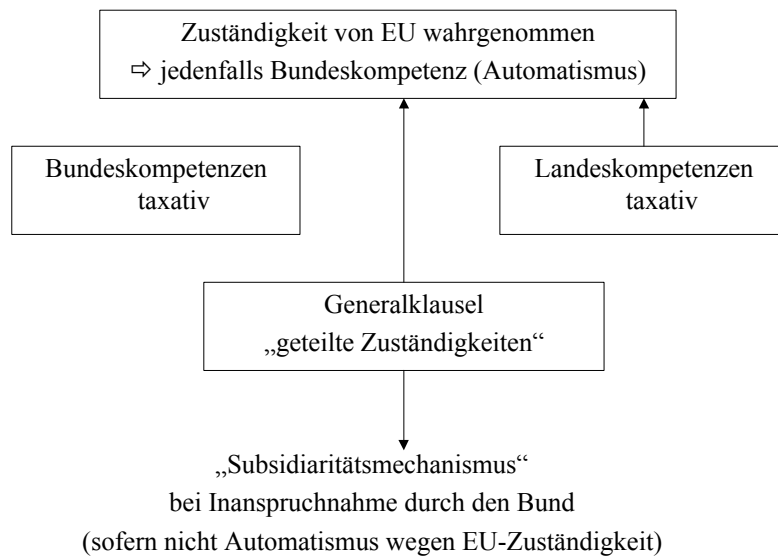 Zuständigkeit von EU wahrgenommen
⇨ jedenfalls Bundeskompetenz (Automatismus)
Bundeskompetenzen
taxativ
Landeskompetenzen
taxativ
Generalklausel
„geteilte Zuständigkeiten“
„Subsidiaritätsmechanismus“
bei Inanspruchnahme durch den Bund
(sofern nicht Automatismus wegen EU-Zuständigkeit)